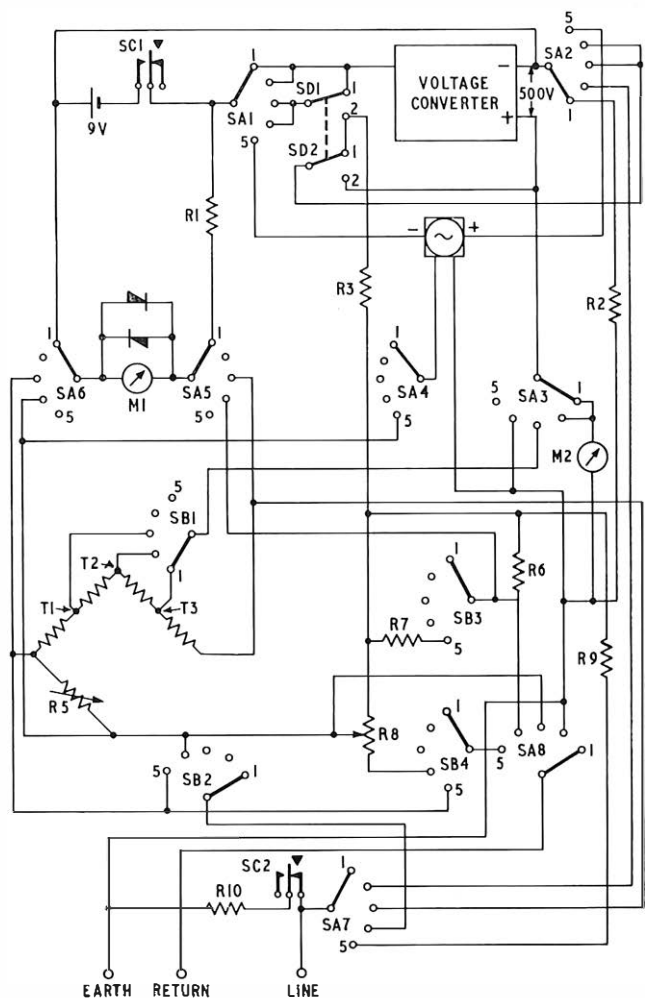 SC1
5
SA2
1
SD1
1
VOLTAGE
CONVERTER
-
500V
+
1
9V
SA1
2
5
SD2
1
2
R1
-
+
R3
R2
1
1
1
SA6
M1
SA5
SA4
5
SA3
1
5
5
5
M2
5
SB1
T2
1
1
R6
T1
T3
SB3
R7
5
R9
R5
1
R8
SA8
1
SB4
5
5
SB2
1
5
SC2
1
R10
SA7
5
EARTH
RETURN
LINE